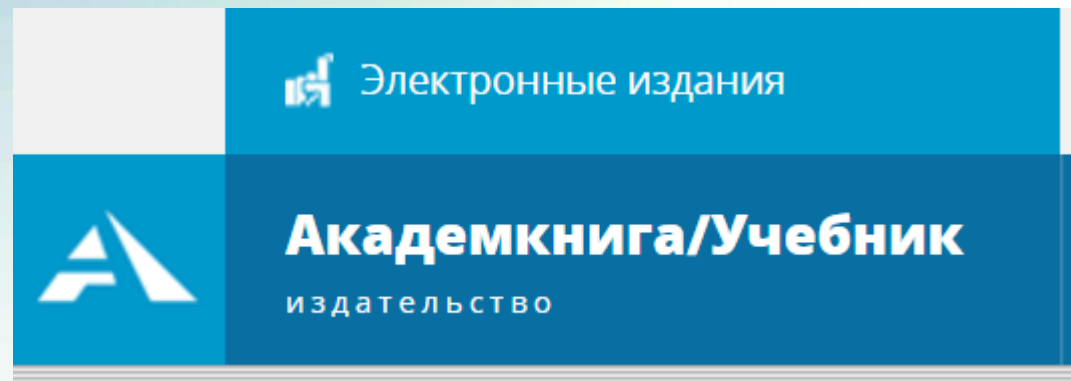 Электронные издания
Академкнига/Учебник
издательство